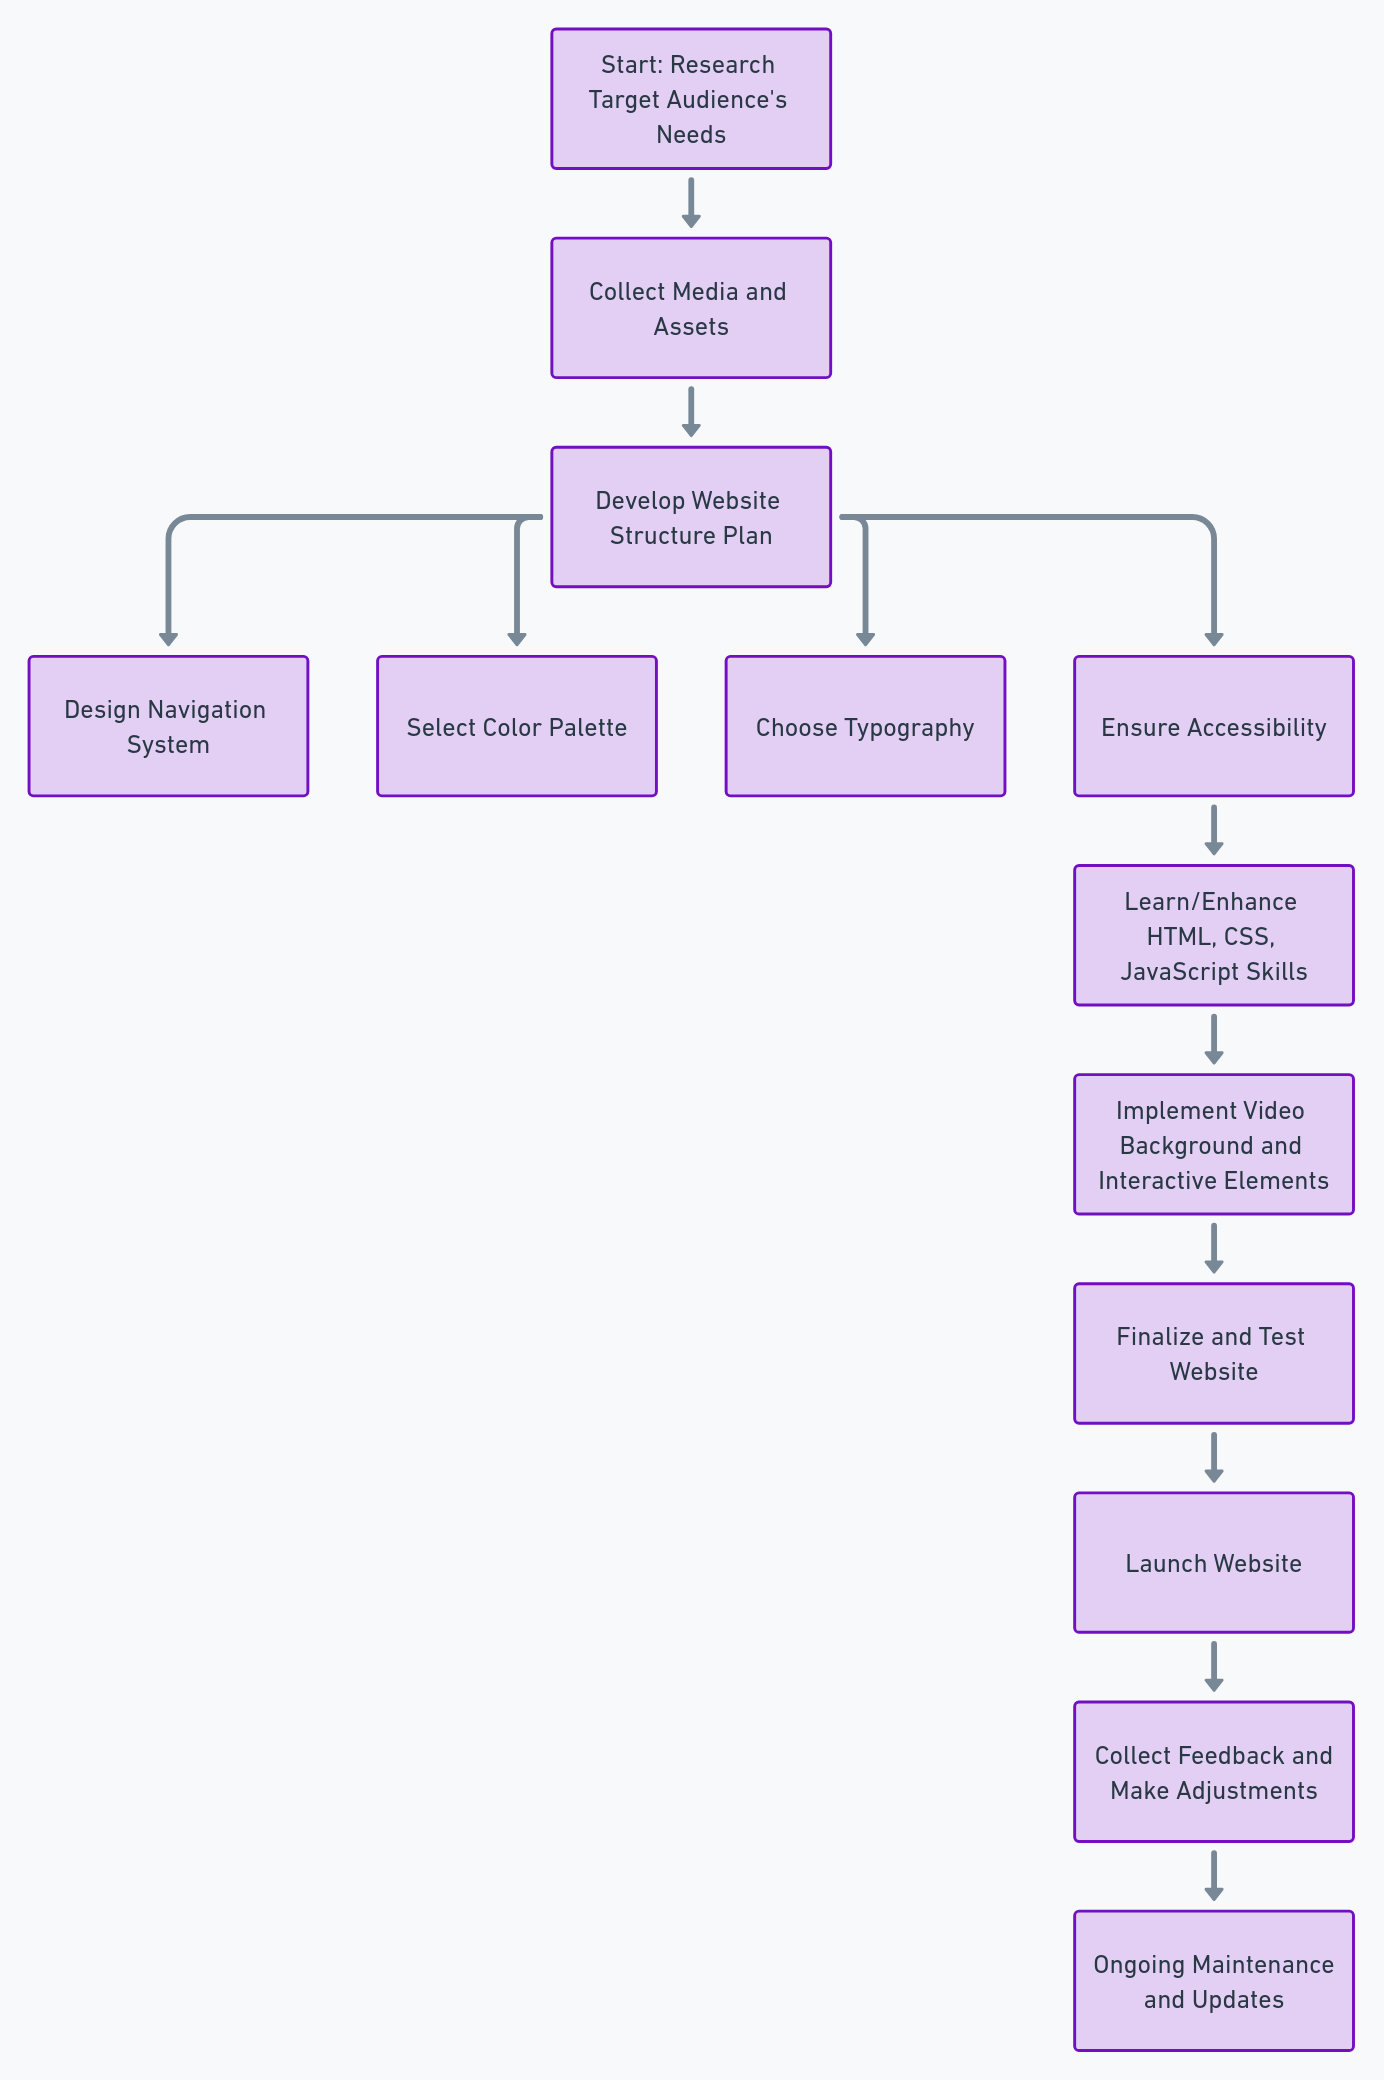 Start: Research
Target Audience's
Needs
Collect Media and
Assets
Develop Website
Structure Plan
Design Navigation
System
Select Color Palette
Choose Typography
Ensure Accessibility
Learn/Enhance
HTML, CSS,
JavaScript Skills
Implement Video
Background and
Interactive Elements
Finalize and Test
Website
Launch Website
Collect Feedback and
Make Adjustments
Ongoing Maintenance
and Updates